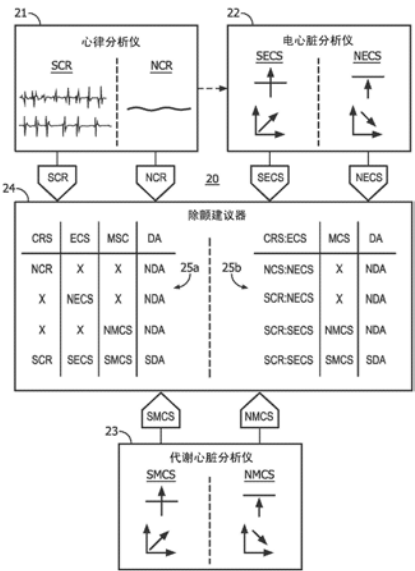 21
心律分析仪
SCR NCR
22
电心脏分析仪
SECS NECS
SCR NCR 20 SECS NECS
24
除颤建议器
CRS ECS MSC DA
NCR X X NDA
X NECS X NDA
X X NMCS NDA
SCR SECS SMCS SDA
25a 25b
CRS:ECS MCS DA
NCS:NECS X NDA
SCR:NECS X NDA
SCR:SECS NMCS NDA
SCR:SECS SMCS SDA
SMCS NMCS
23
代谢心脏分析仪
SMCS NMCS